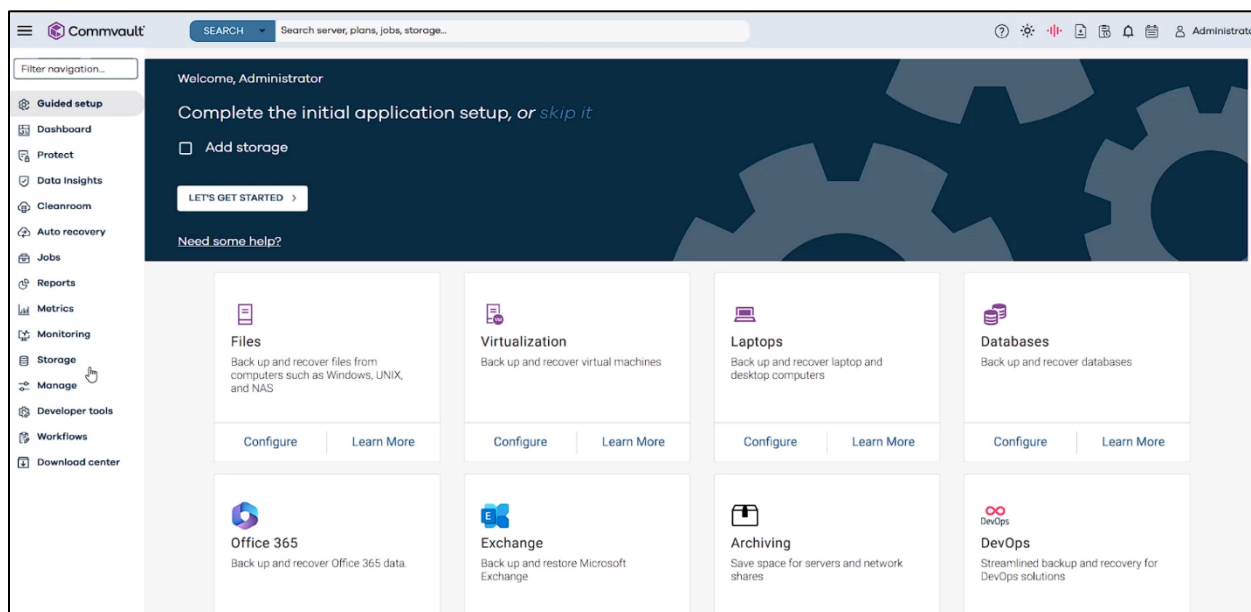 Commvault
SEARCH
Search server, plans, jobs, storage...
Administrato
Filter navigation...
Guided setup
Dashboard
Protect
Data Insights
Cleanroom
Auto recovery
Jobs
Reports
Metrics
Monitoring
Storage
Manage
Developer tools
Workflows
Download center
Welcome, Administrator
Complete the initial application setup, or skip it
Add storage
LET'S GET STARTED >
Need some help?
Files
Back up and recover files from
computers such as Windows, UNIX,
and NAS
Configure
Learn More
Virtualization
Back up and recover virtual machines
Configure
Learn More
Laptops
Back up and recover laptop and
desktop computers
Configure
Learn More
Databases
Back up and recover databases
Configure
Learn More
Office 365
Back up and recover Office 365 data.
E
Exchange
Back up and restore Microsoft
Exchange
Archiving
Save space for servers and network
shares
DevOps
DevOps
Streamlined backup and recovery for
DevOps solutions